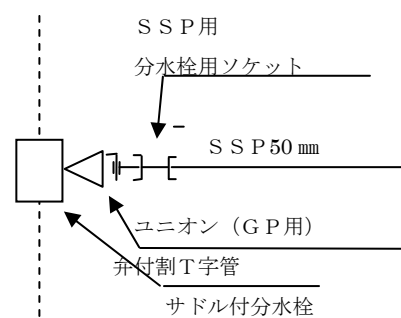 ＳＳＰ用
分水栓用ソケット
ＳＳＰ50㎜
ユニオン（ＧＰ用）
弁付割Ｔ字管
サドル付分水栓